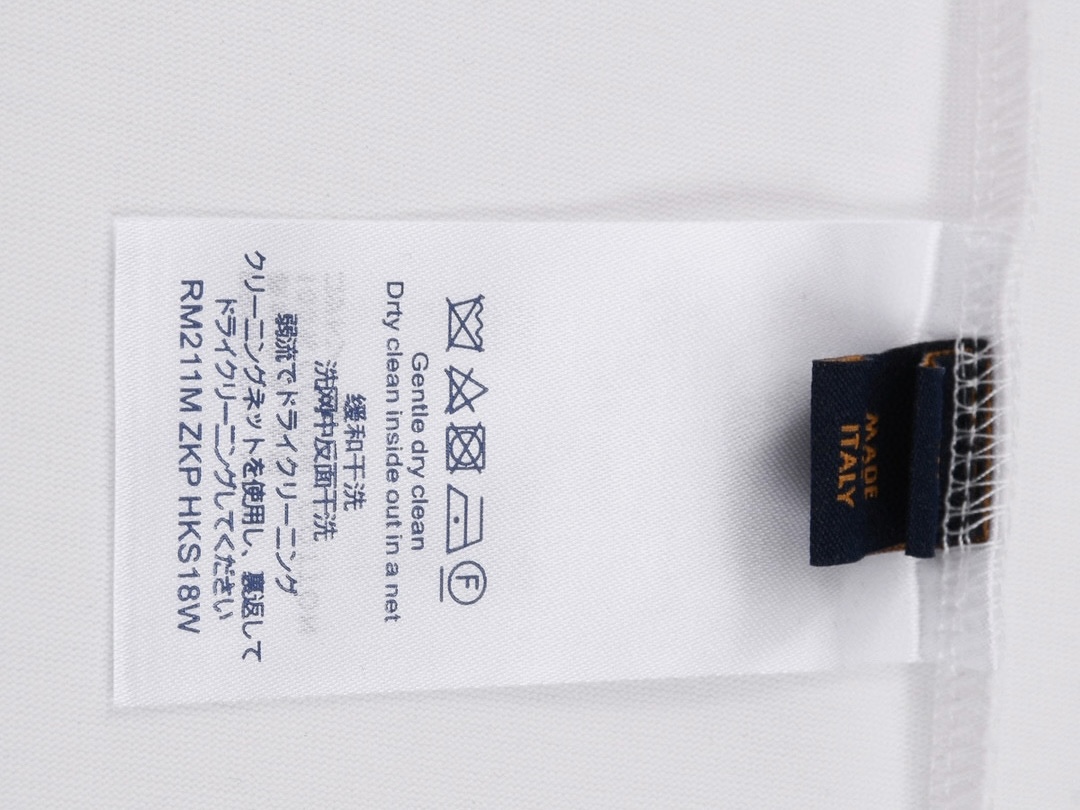 F
Gentle dry clean
Drty clean inside out in a net
缓和干洗
洗网中反面干洗
弱流でドライクリーニング
クリーニングネットを使用し、裏返して
ドライクリーニングしてください
RM211M ZKP HKS18W
MADE
ITALY